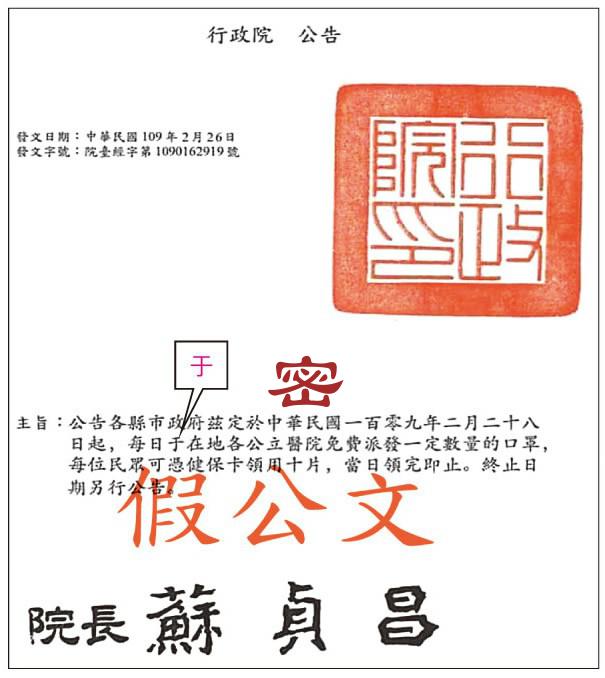 行政院　公告
發文日期：中華民國109年2月26日
發文字號：院臺經字第1090162919號
行政院印
于
密
主旨：公告各縣市政府茲定於中華民國一百零九年二月二十八
日起，每日于在地各公立醫院免費派發一定數量的口罩，
每位民眾可憑健保卡領用十片，當日領完即止。終止日
期另行公告。
假公文
院長 蘇貞昌